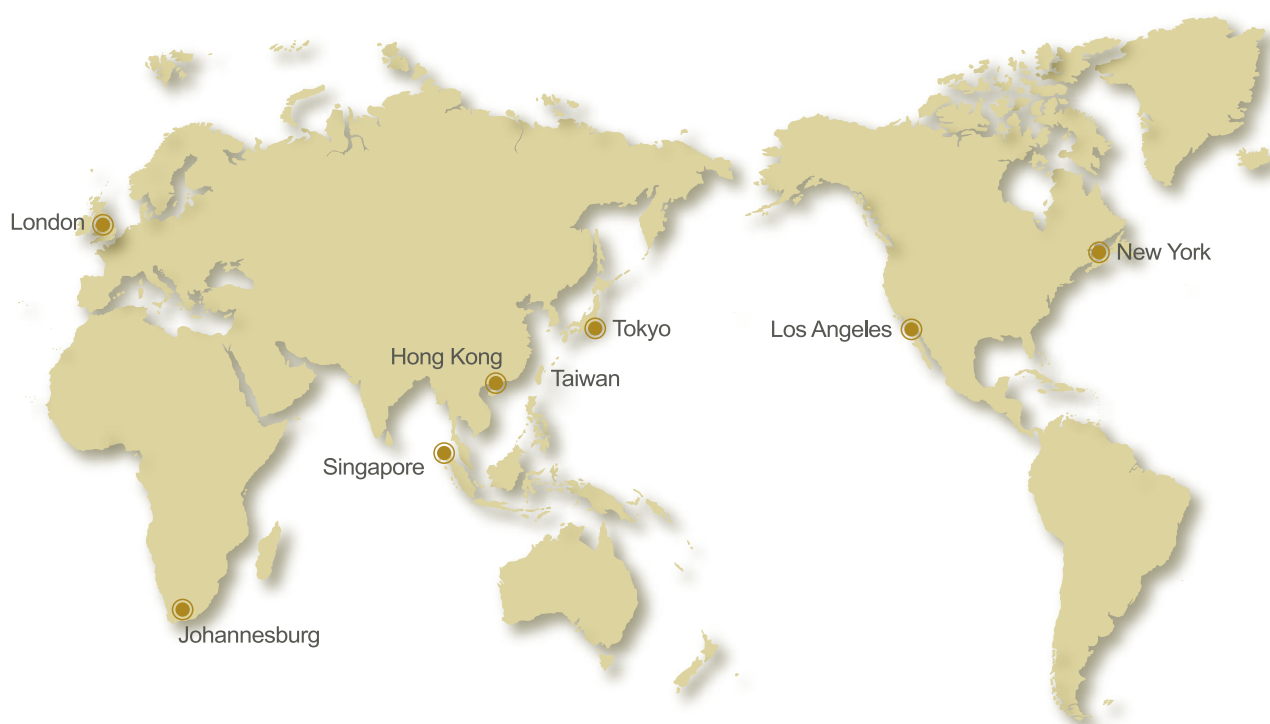 London
New York
Tokyo
Los Angeles
Hong Kong
Taiwan
Singapore
Johannesburg